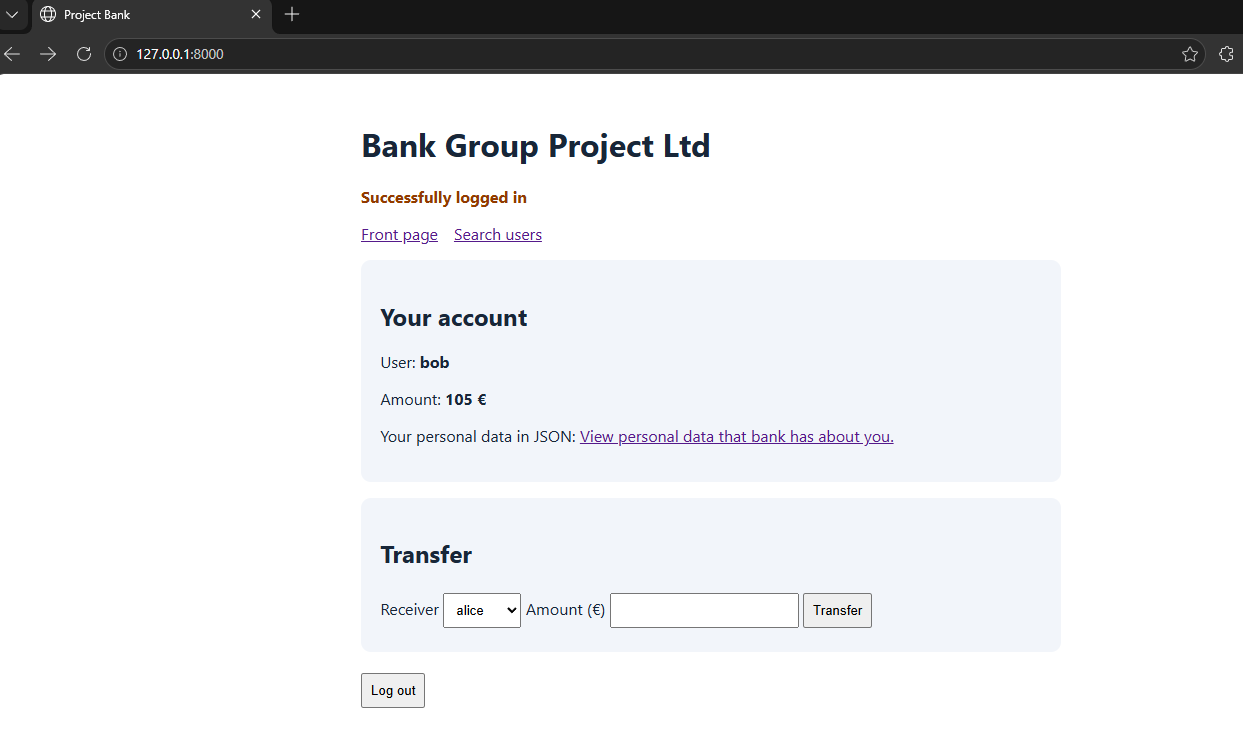 Project Bank
127.0.0.1:8000
Bank Group Project Ltd
Successfully logged in
Front page Search users
Your account
User: bob
Amount: 105 €
Your personal data in JSON: View personal data that bank has about you.
Transfer
Receiver alice Amount (€) Transfer
Log out